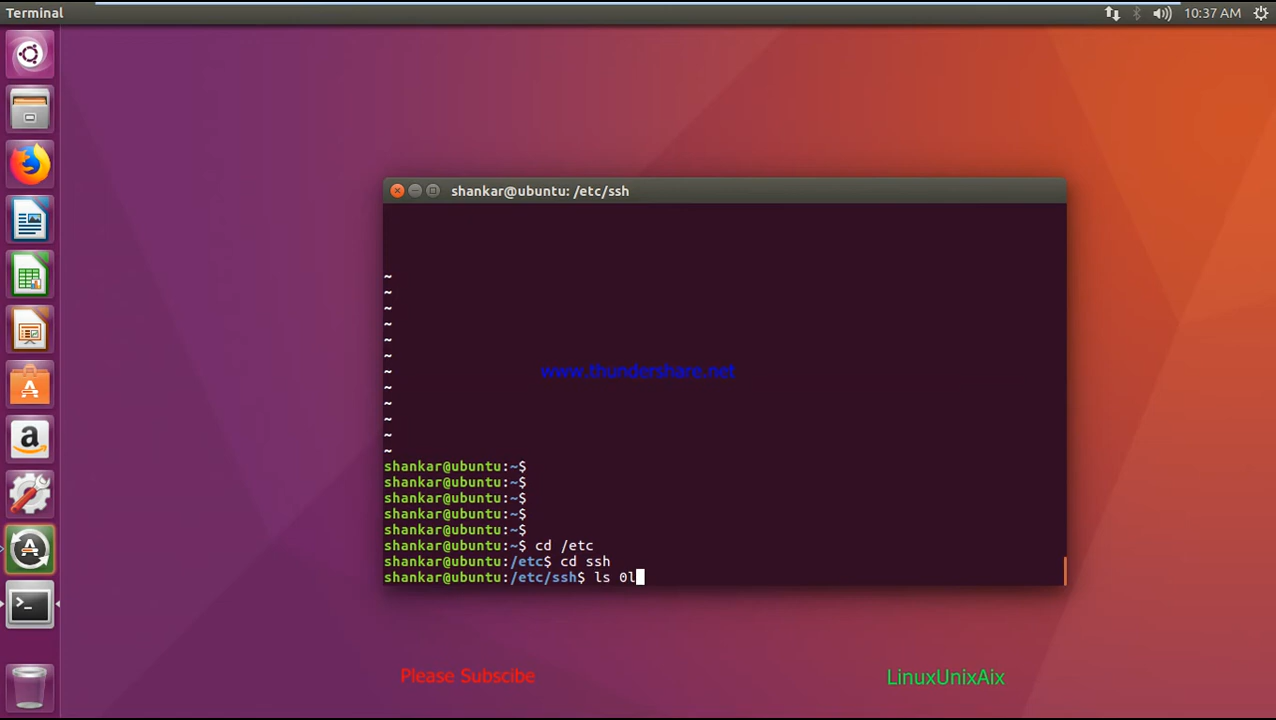 Terminal
10:37 AM
shankar@ubuntu: /etc/ssh
~
~
~
~
~
~
~
~
~
~
~
~
www.thundershare.net
shankar@ubuntu:~$
shankar@ubuntu:~$
shankar@ubuntu:~$
shankar@ubuntu:~$
shankar@ubuntu:~$
shankar@ubuntu:~$ cd /etc
shankar@ubuntu:/etc$ cd ssh
shankar@ubuntu:/etc/ssh$ ls 0l
Please Subscibe
LinuxUnixAix